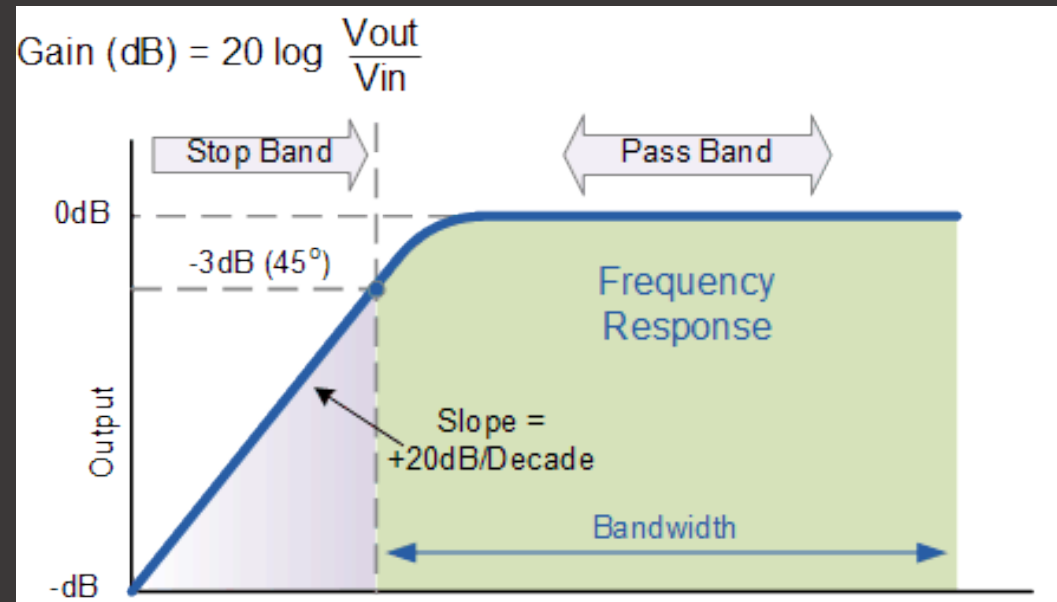 Gain (dB) = 20 log Vout
Vin
Stop Band
Pass Band
0dB
-3dB (45°)
Frequency
Response
Output
Slope =
+20dB/Decade
Bandwidth
-dB